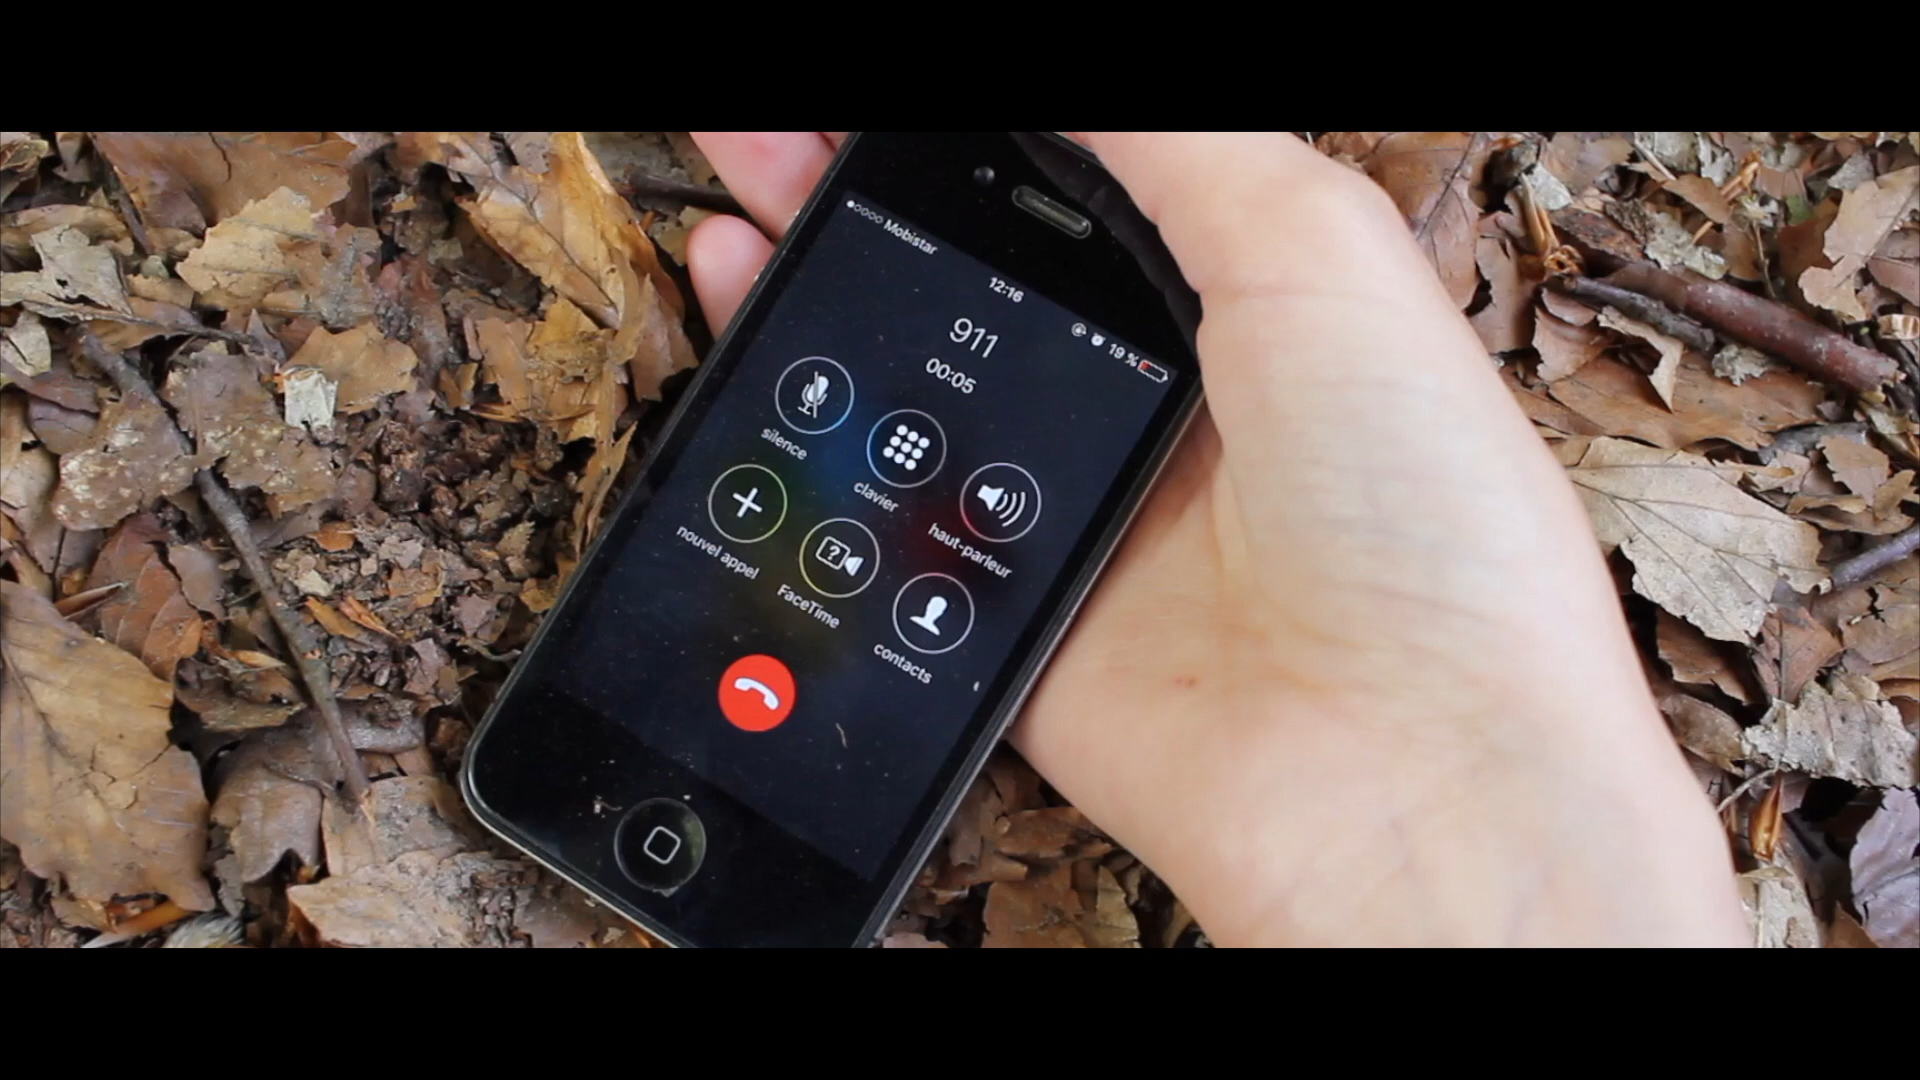 Mobistar
12:16
19 %
911
00:05
silence
clavier
haut-parleur
nouvel appel
FaceTime
contacts